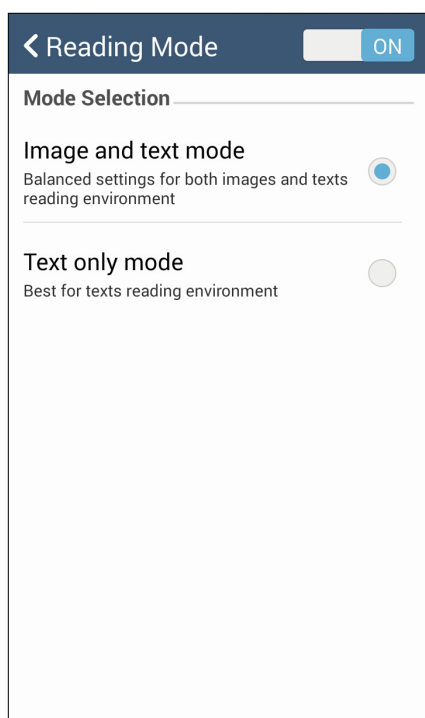 Reading Mode
ON
Mode Selection
Image and text mode
Balanced settings for both images and texts
reading environment
Text only mode
Best for texts reading environment